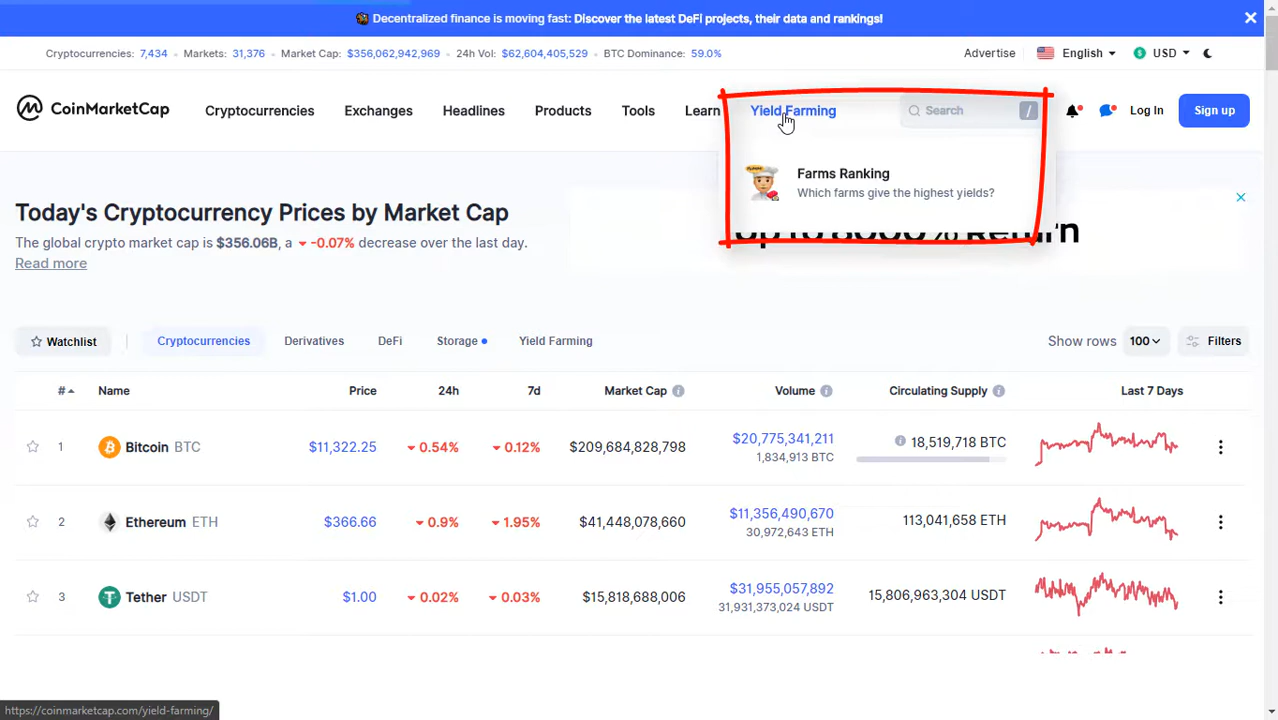 Decentralized finance is moving fast: Discover the latest DeFi projects, their data and rankings!
Cryptocurrencies: 7,434 Markets: 31,376 Market Cap: $356,062,942,969 24h Vol: $62,604,405,529 BTC Dominance: 59.0%
Advertise English USD
CoinMarketCap Cryptocurrencies Exchanges Headlines Products Tools Learn Yield Farming Search / Log In Sign up
Farms Ranking
Which farms give the highest yields?
Today's Cryptocurrency Prices by Market Cap
Up to 8000% Return
The global crypto market cap is $356.06B, a -0.07% decrease over the last day.
Read more
Watchlist Cryptocurrencies Derivatives DeFi Storage Yield Farming Show rows 100 Filters
# Name Price 24h 7d Market Cap Volume Circulating Supply Last 7 Days
1 Bitcoin BTC $11,322.25 0.54% 0.12% $209,684,828,798 $20,775,341,211 18,519,718 BTC
1,834,913 BTC
2 Ethereum ETH $366.66 0.9% 1.95% $41,448,078,660 $11,356,490,670 113,041,658 ETH
30,972,643 ETH
3 Tether USDT $1.00 0.02% 0.03% $15,818,688,006 $31,955,057,892 15,806,963,304 USDT
31,931,373,024 USDT
https://coinmarketcap.com/yield-farming/